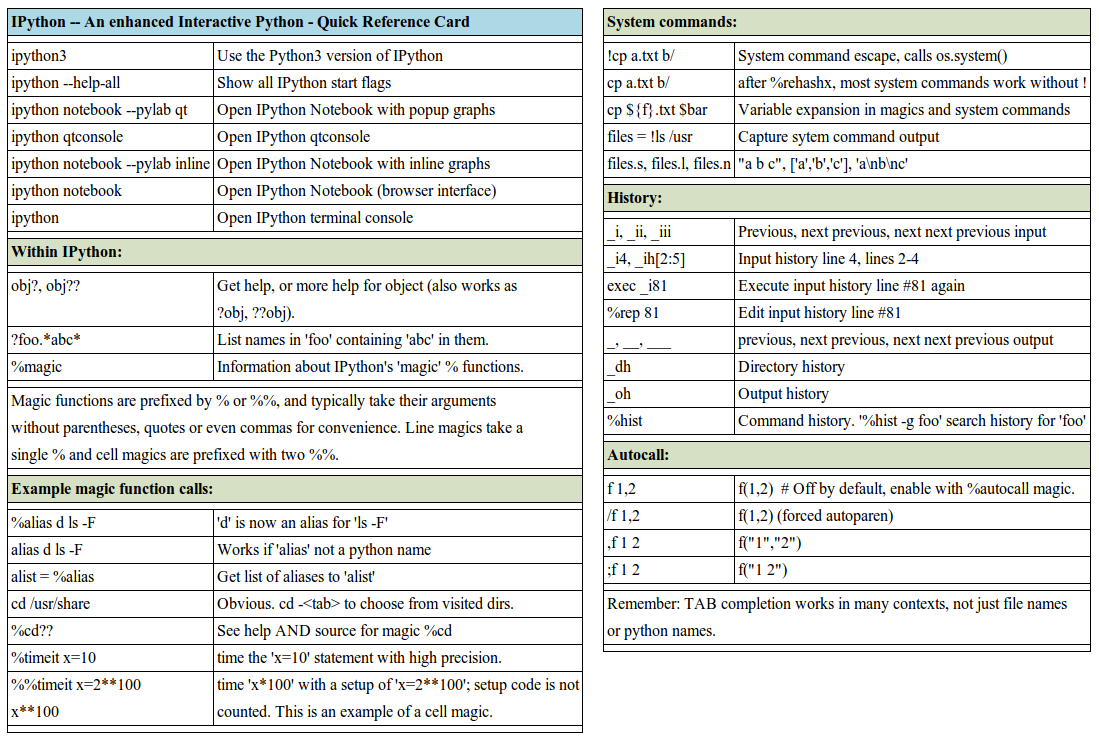 IPython -- An enhanced Interactive Python - Quick Reference Card
ipython3 Use the Python3 version of IPython
ipython --help-all Show all IPython start flags
ipython notebook --pylab qt Open IPython Notebook with popup graphs
ipython qtconsole Open IPython qtconsole
ipython notebook --pylab inline Open IPython Notebook with inline graphs
ipython notebook Open IPython Notebook (browser interface)
ipython Open IPython terminal console
Within IPython:
obj?, obj?? Get help, or more help for object (also works as
?obj, ??obj).
?foo.*abc* List names in 'foo' containing 'abc' in them.
%magic Information about IPython's 'magic' % functions.
Magic functions are prefixed by % or %%, and typically take their arguments
without parentheses, quotes or even commas for convenience. Line magics take a
single % and cell magics are prefixed with two %%.
Example magic function calls:
%alias d ls -F 'd' is now an alias for 'ls -F'
alias d ls -F Works if 'alias' not a python name
alist = %alias Get list of aliases to 'alist'
cd /usr/share Obvious. cd -<tab> to choose from visited dirs.
%cd?? See help AND source for magic %cd
%timeit x=10 time the 'x=10' statement with high precision.
%%timeit x=2**100 time 'x*100' with a setup of 'x=2**100'; setup code is not
x**100 counted. This is an example of a cell magic.
System commands:
!cp a.txt b/ System command escape, calls os.system()
cp a.txt b/ after %rehashx, most system commands work without !
cp ${f}.txt $bar Variable expansion in magics and system commands
files = !ls /usr Capture sytem command output
files.s, files.l, files.n "a b c", ['a','b','c'], 'a\nb\nc'
History:
_i, _ii, _iii Previous, next previous, next next previous input
_i4, _ih[2:5] Input history line 4, lines 2-4
exec _i81 Execute input history line #81 again
%rep 81 Edit input history line #81
_, __, ___ previous, next previous, next next previous output
_dh Directory history
_oh Output history
%hist Command history. '%hist -g foo' search history for 'foo'
Autocall:
f 1,2 f(1,2) # Off by default, enable with %autocall magic.
/f 1,2 f(1,2) (forced autoparen)
,f 1 2 f("1","2")
;f 1 2 f("1 2")
Remember: TAB completion works in many contexts, not just file names
or python names.